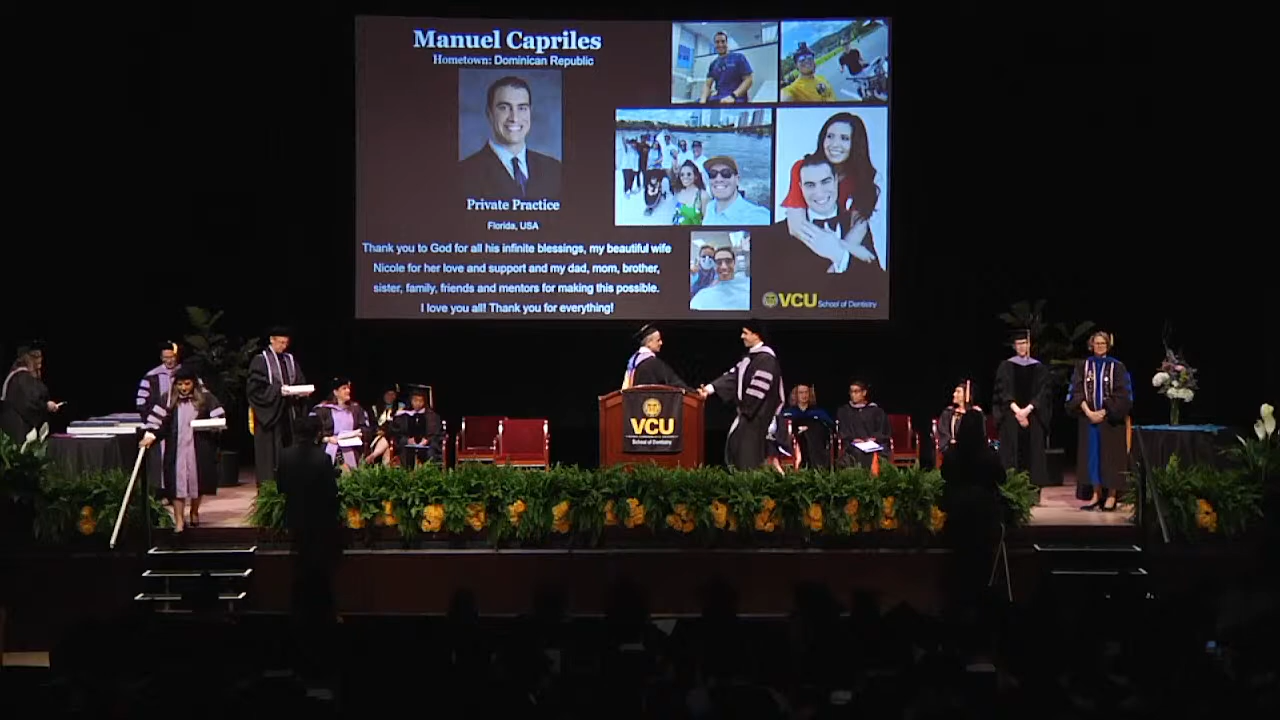 Manuel Capriles
Hometown: Dominican Republic
Private Practice
Florida, USA
Thank you to God for all his infinite blessings, my beautiful wife
Nicole for her love and support and my dad, mom, brother,
sister, family, friends and mentors for making this possible.
I love you all! Thank you for everything!
VCU School of Dentistry
VCU
School of Dentistry